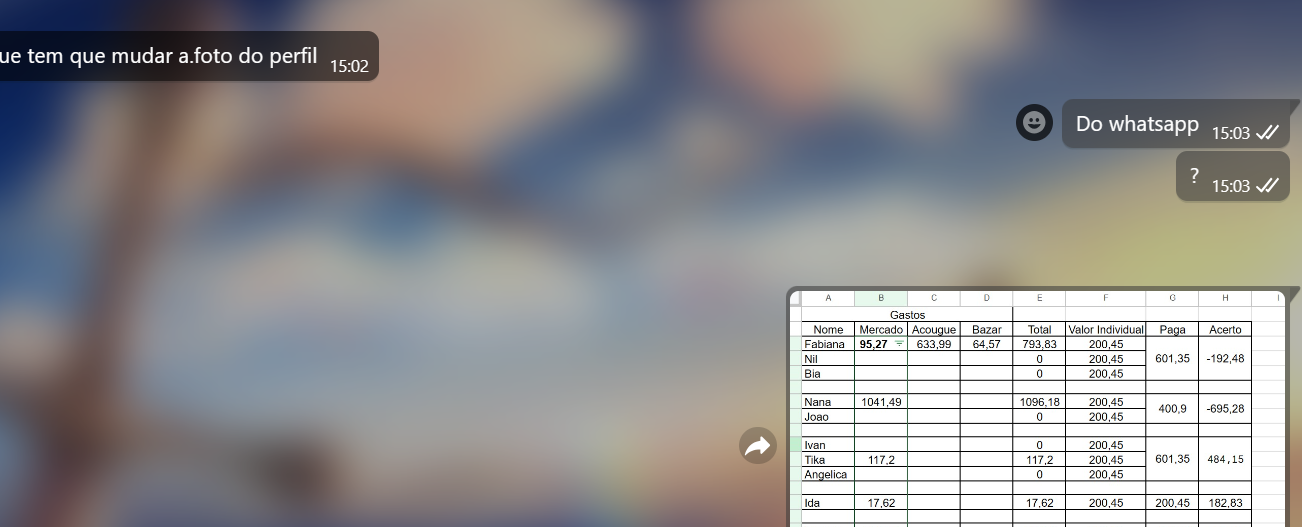 ue tem que mudar a.foto do perfil 15:02
Do whatsapp 15:03
? 15:03
A B C D E F G H I
Gastos
Nome Mercado Acougue Bazar Total Valor Individual Paga Acerto
Fabiana 95,27 633,99 64,57 793,83 200,45
Nil 0 200,45 601,35 -192,48
Bia 0 200,45
Nana 1041,49 1096,18 200,45 400,9 -695,28
Joao 0 200,45
Ivan 0 200,45
Tika 117,2 117,2 200,45 601,35 484,15
Angelica 0 200,45
Ida 17,62 17,62 200,45 200,45 182,83